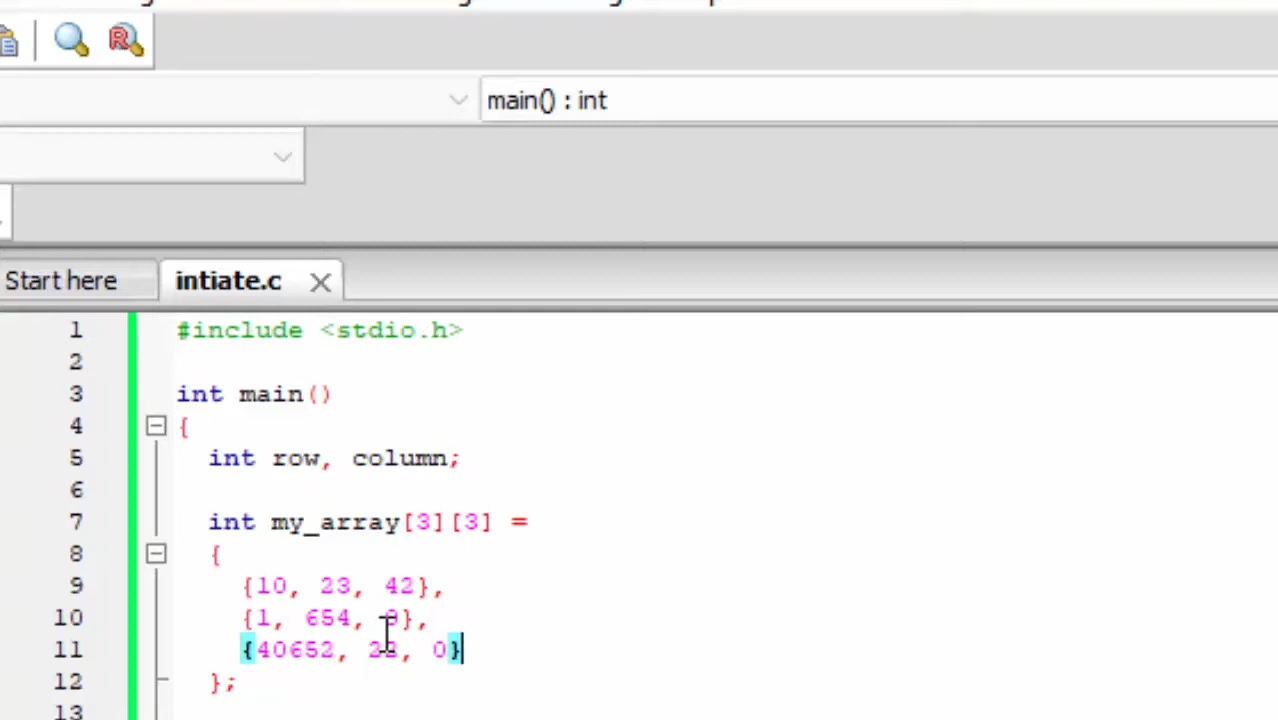 main() : int
Start here
intiate.c
1 #include <stdio.h>
2
3 int main()
4 {
5 int row, column;
6
7 int my_array[3][3] =
8 {
9 {10, 23, 42},
10 {1, 654, },
11 {40652, , 0}
12 };
13